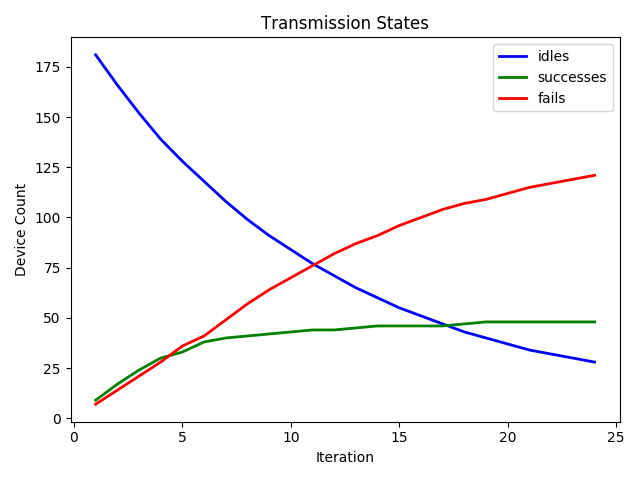 Transmission States
idles
successes
fails
Device Count
175
150
125
100
75
50
25
0
0 5 10 15 20 25
Iteration